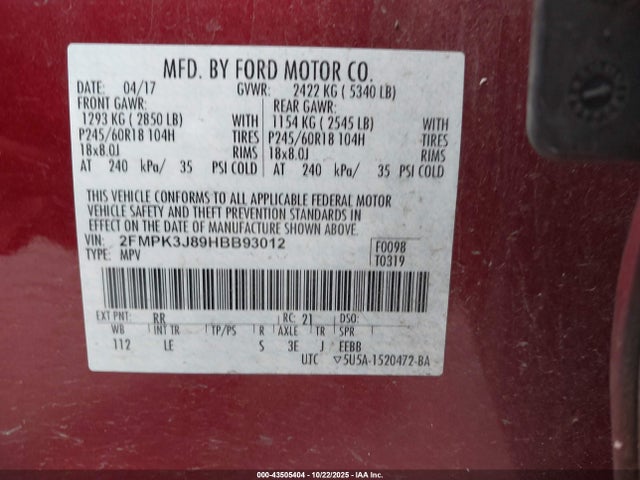 MFD. BY FORD MOTOR CO.
DATE: 04/17 GVWR: 2422 KG ( 5340 LB)
FRONT GAWR: REAR GAWR:
1293 KG ( 2850 LB) WITH 1154 KG ( 2545 LB) WITH
P245/60R18 104H TIRES P245/60R18 104H TIRES
18x8.0J RIMS 18x8.0J RIMS
AT 240 kPa/ 35 PSI COLD AT 240 kPa/ 35 PSI COLD
THIS VEHICLE CONFORMS TO ALL APPLICABLE FEDERAL MOTOR
VEHICLE SAFETY AND THEFT PREVENTION STANDARDS IN
EFFECT ON THE DATE OF MANUFACTURE SHOWN ABOVE.
VIN: 2FMPK3J89HBB93012 F0098
TYPE: MPV T0319
EXT PNT: RR RC: 21 DSO:
WB INT TR TP/PS R AXLE TR SPR
112 LE S 3E J EEBB
UTC ▽5U5A-1520472-BA
000-43505404 | 10/22/2025 | IAA Inc.